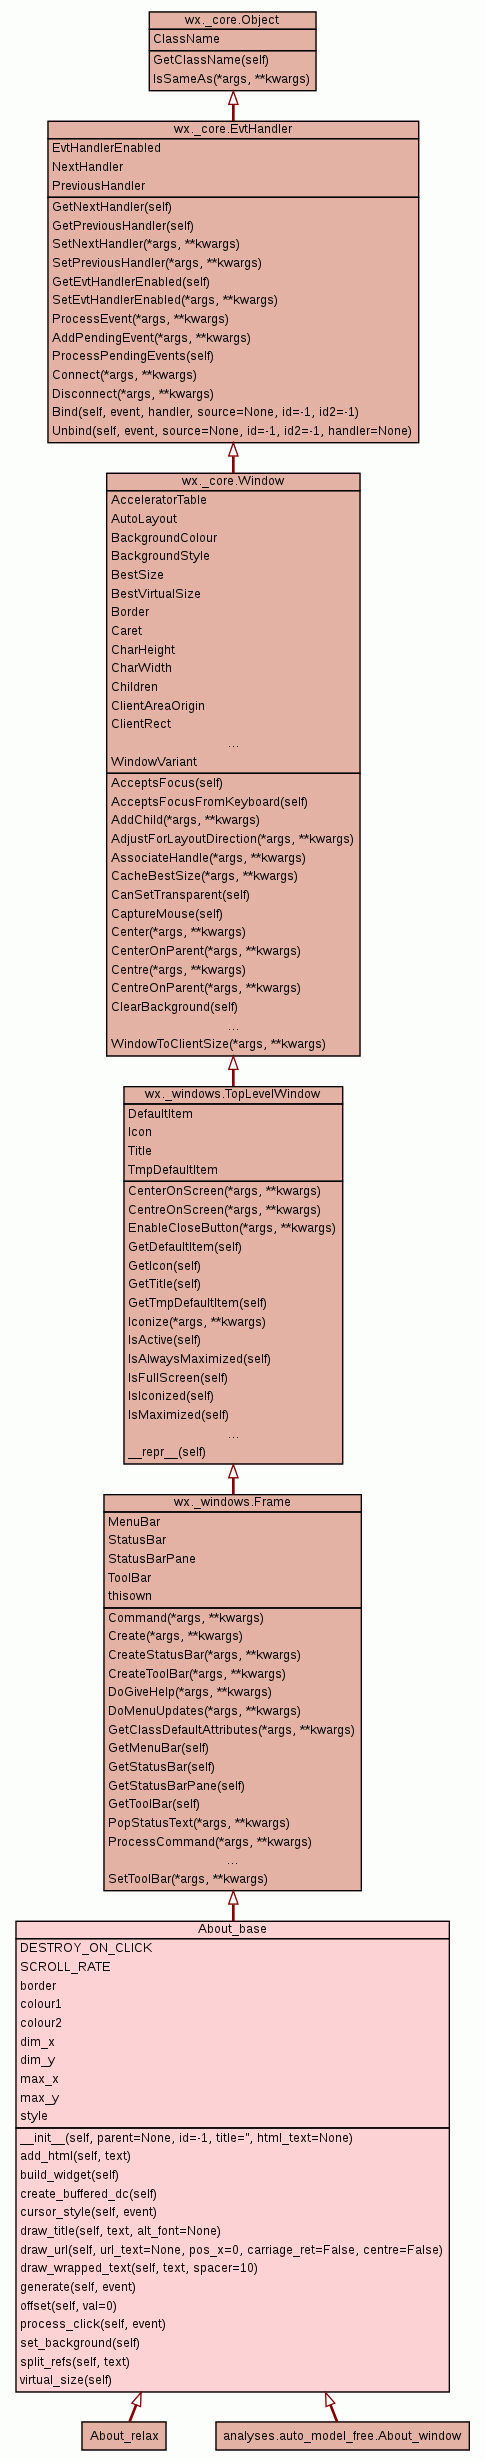 wx._core.Object
ClassName
GetClassName(self)
IsSameAs(*args, **kwargs)
wx._core.EvtHandler
EvtHandlerEnabled
NextHandler
PreviousHandler
GetNextHandler(self)
GetPreviousHandler(self)
SetNextHandler(*args, **kwargs)
SetPreviousHandler(*args, **kwargs)
GetEvtHandlerEnabled(self)
SetEvtHandlerEnabled(*args, **kwargs)
ProcessEvent(*args, **kwargs)
AddPendingEvent(*args, **kwargs)
ProcessPendingEvents(self)
Connect(*args, **kwargs)
Disconnect(*args, **kwargs)
Bind(self, event, handler, source=None, id=-1, id2=-1)
Unbind(self, event, source=None, id=-1, id2=-1, handler=None)
wx._core.Window
AcceleratorTable
AutoLayout
BackgroundColour
BackgroundStyle
BestSize
BestVirtualSize
Border
Caret
CharHeight
CharWidth
Children
ClientAreaOrigin
ClientRect
...
WindowVariant
AcceptsFocus(self)
AcceptsFocusFromKeyboard(self)
AddChild(*args, **kwargs)
AdjustForLayoutDirection(*args, **kwargs)
AssociateHandle(*args, **kwargs)
CacheBestSize(*args, **kwargs)
CanSetTransparent(self)
CaptureMouse(self)
Center(*args, **kwargs)
CenterOnParent(*args, **kwargs)
Centre(*args, **kwargs)
CentreOnParent(*args, **kwargs)
ClearBackground(self)
...
WindowToClientSize(*args, **kwargs)
wx._windows.TopLevelWindow
DefaultItem
Icon
Title
TmpDefaultItem
CenterOnScreen(*args, **kwargs)
CentreOnScreen(*args, **kwargs)
EnableCloseButton(*args, **kwargs)
GetDefaultItem(self)
GetIcon(self)
GetTitle(self)
GetTmpDefaultItem(self)
Iconize(*args, **kwargs)
IsActive(self)
IsAlwaysMaximized(self)
IsFullScreen(self)
IsIconized(self)
IsMaximized(self)
...
__repr__(self)
wx._windows.Frame
MenuBar
StatusBar
StatusBarPane
ToolBar
thisown
Command(*args, **kwargs)
Create(*args, **kwargs)
CreateStatusBar(*args, **kwargs)
CreateToolBar(*args, **kwargs)
DoGiveHelp(*args, **kwargs)
DoMenuUpdates(*args, **kwargs)
GetClassDefaultAttributes(*args, **kwargs)
GetMenuBar(self)
GetStatusBar(self)
GetStatusBarPane(self)
GetToolBar(self)
PopStatusText(*args, **kwargs)
ProcessCommand(*args, **kwargs)
...
SetToolBar(*args, **kwargs)
About_base
DESTROY_ON_CLICK
SCROLL_RATE
border
colour1
colour2
dim_x
dim_y
max_x
max_y
style
__init__(self, parent=None, id=-1, title='', html_text=None)
add_html(self, text)
build_widget(self)
create_buffered_dc(self)
cursor_style(self, event)
draw_title(self, text, alt_font=None)
draw_url(self, url_text=None, pos_x=0, carriage_ret=False, centre=False)
draw_wrapped_text(self, text, spacer=10)
generate(self, event)
offset(self, val=0)
process_click(self, event)
set_background(self)
split_refs(self, text)
virtual_size(self)
About_relax
analyses.auto_model_free.About_window